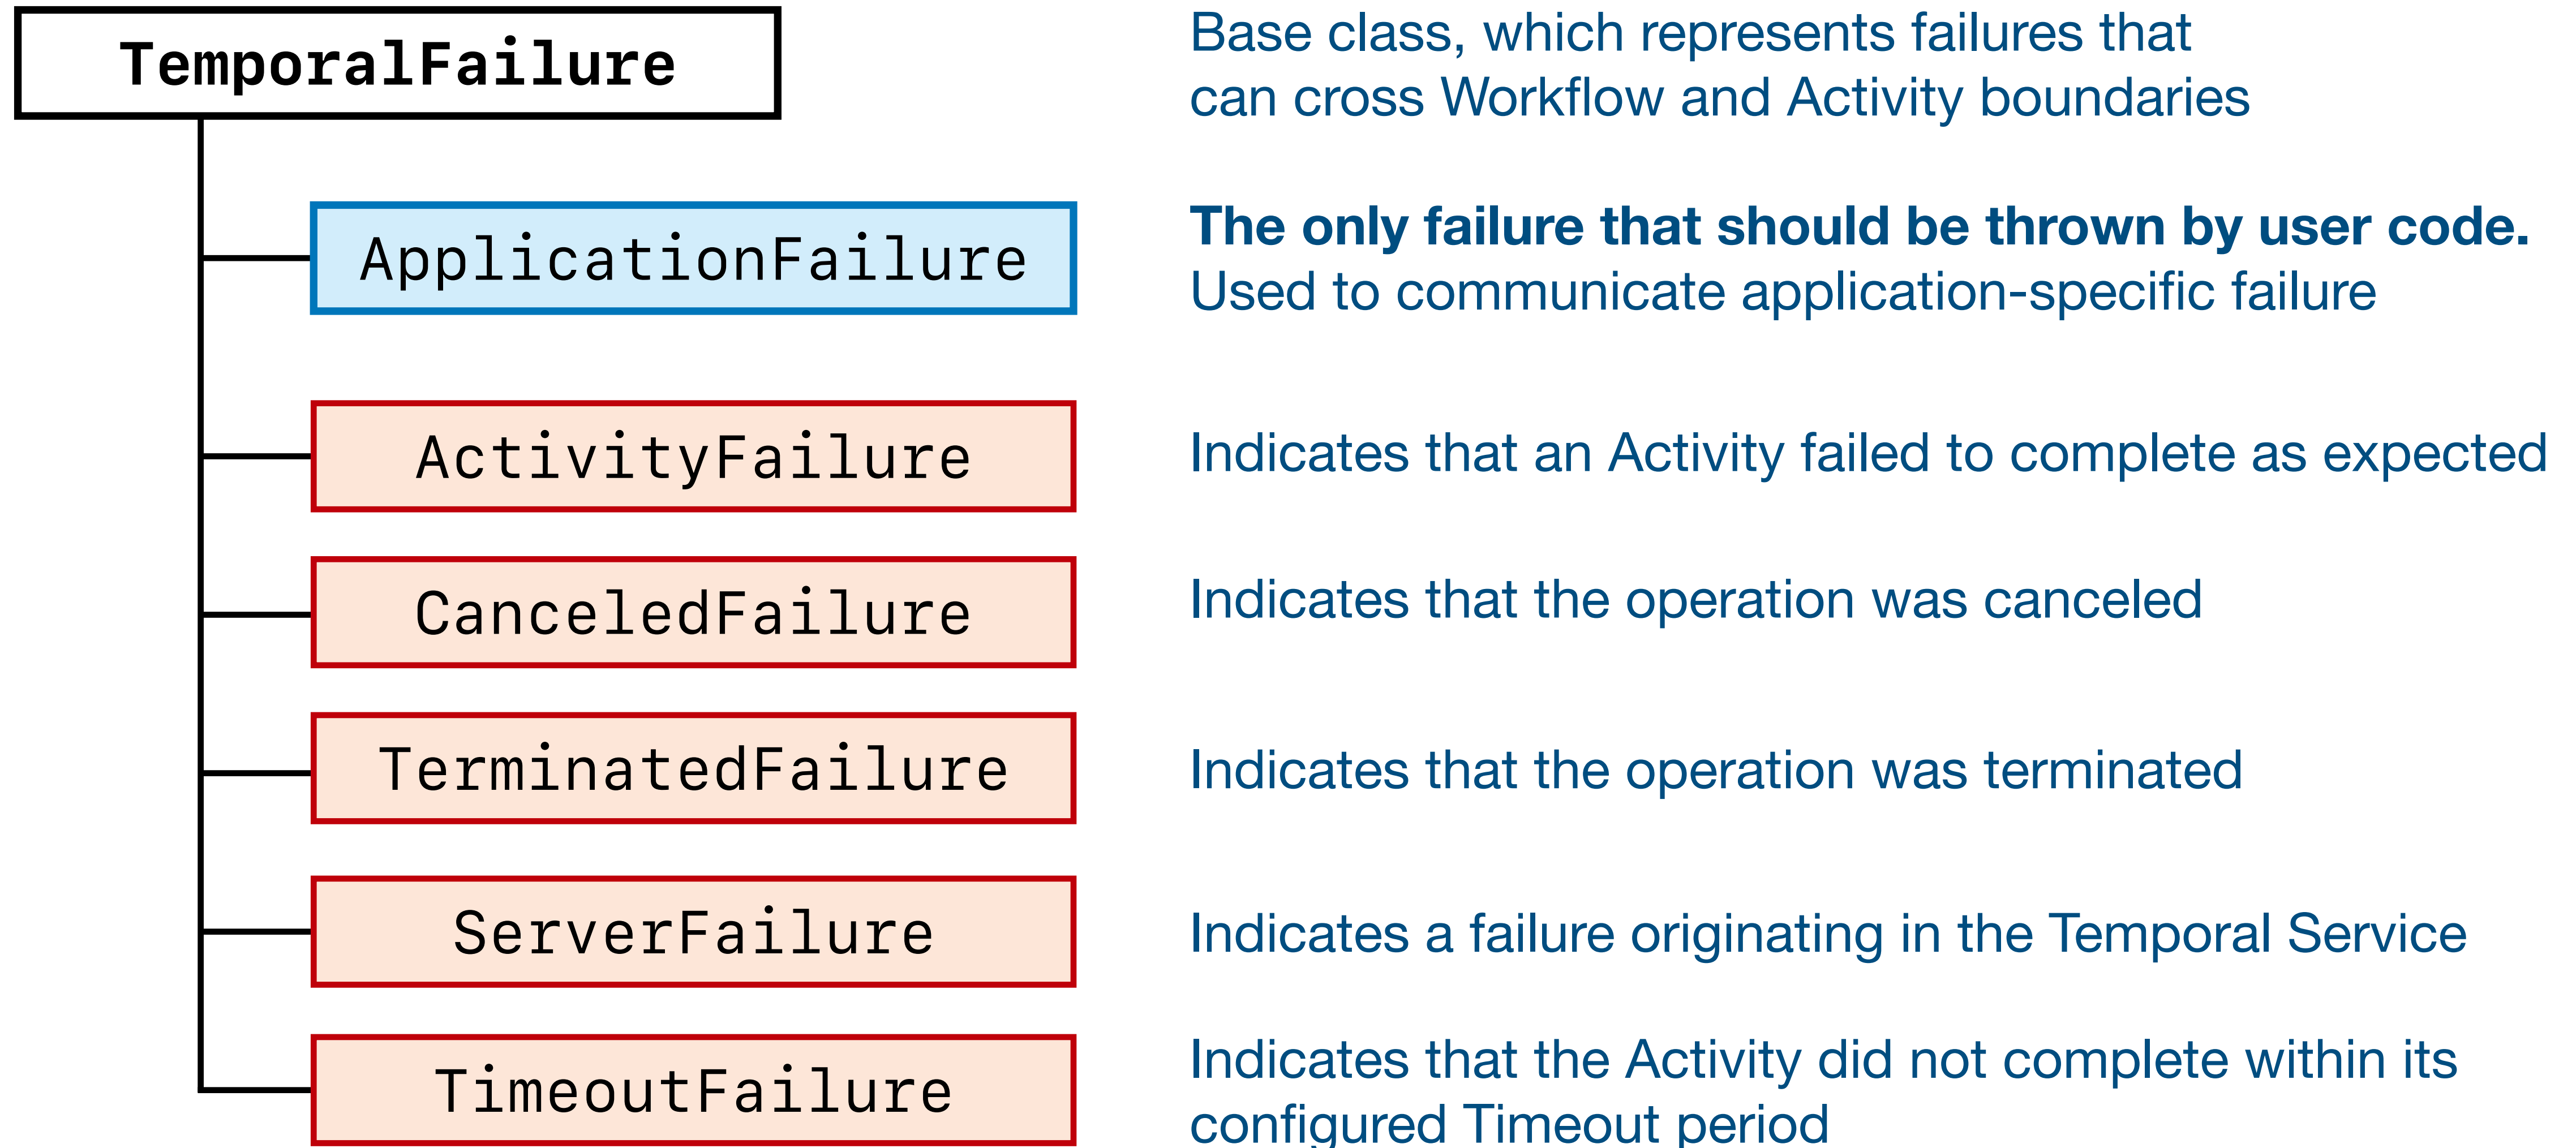 TemporalFailure
Base class, which represents failures that
can cross Workflow and Activity boundaries
ApplicationFailure
The only failure that should be thrown by user code.
Used to communicate application-specific failure
ActivityFailure
Indicates that an Activity failed to complete as expected
CanceledFailure
Indicates that the operation was canceled
TerminatedFailure
Indicates that the operation was terminated
ServerFailure
Indicates a failure originating in the Temporal Service
TimeoutFailure
Indicates that the Activity did not complete within its
configured Timeout period